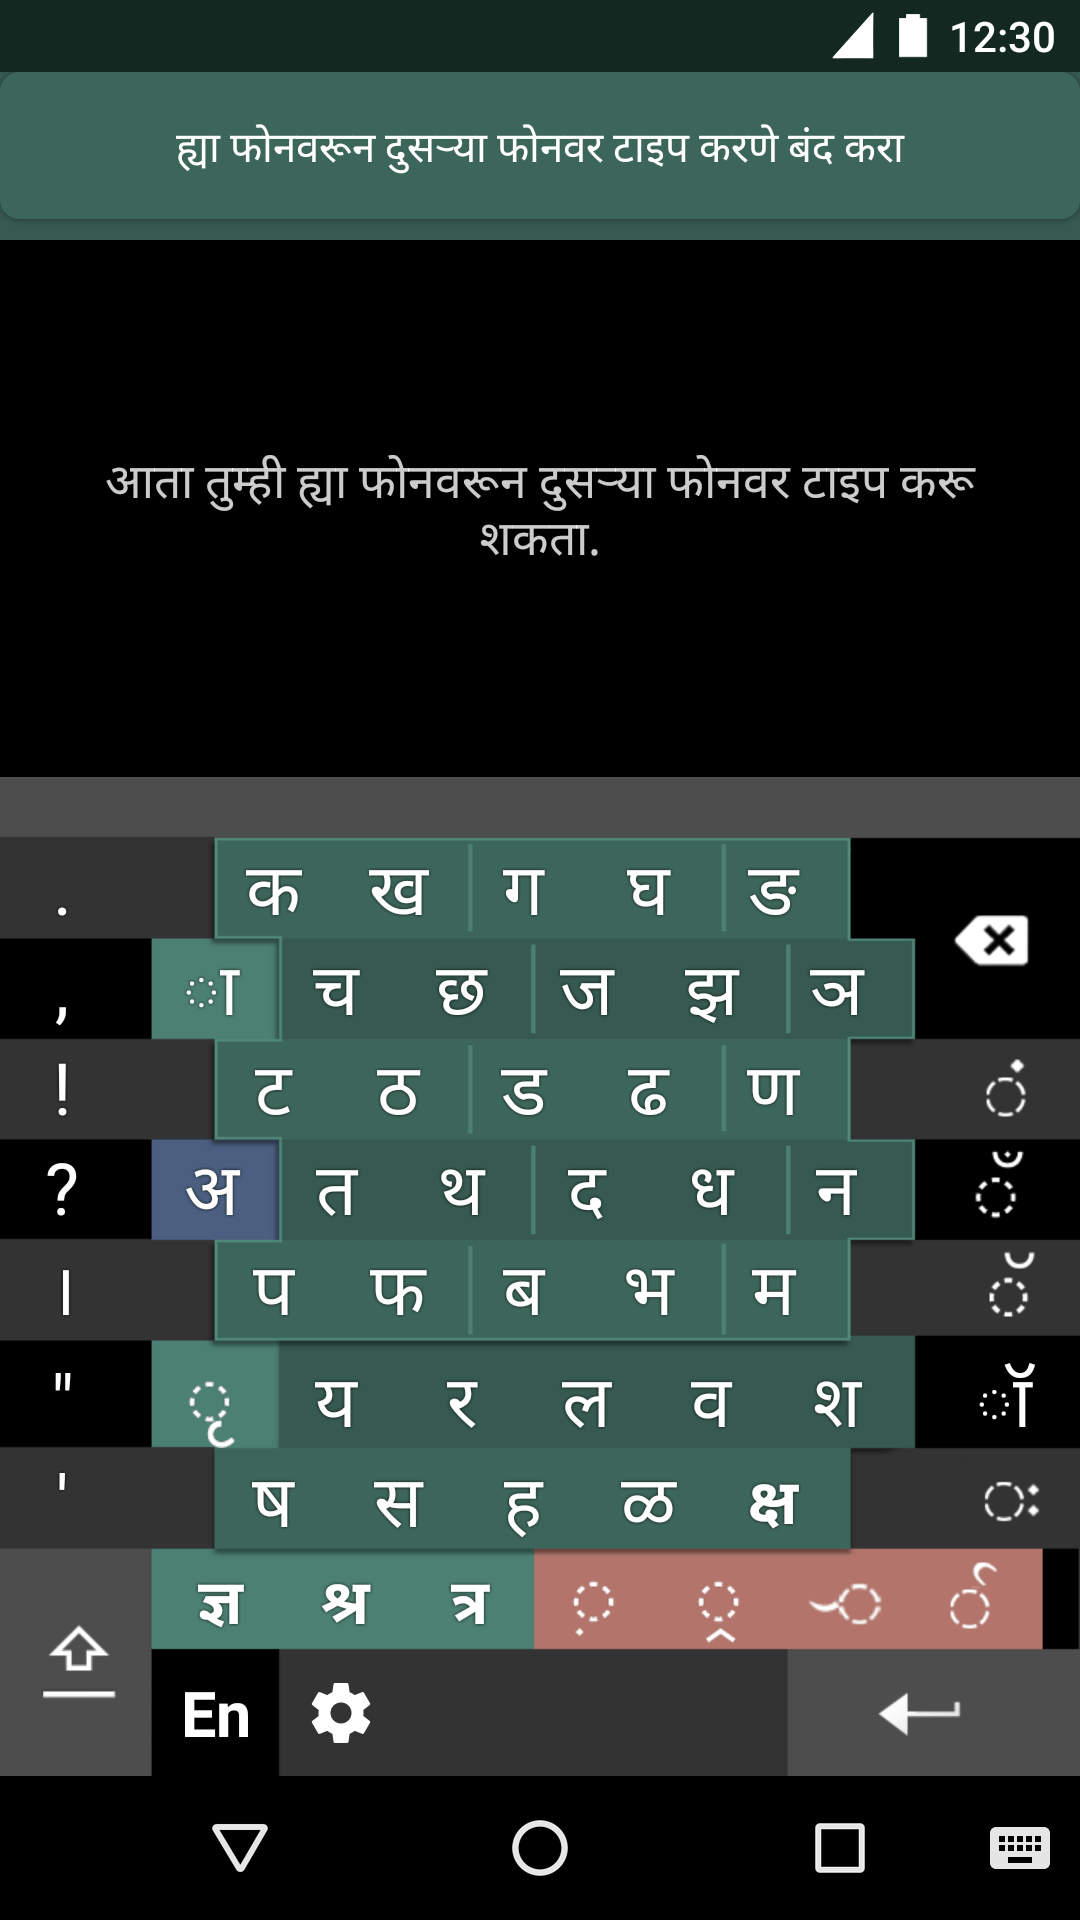 12:30
ह्या फोनवरून दुसऱ्या फोनवर टाइप करणे बंद करा
आता तुम्ही ह्या फोनवरून दुसऱ्या फोनवर टाइप करू
शकता.
. क ख ग घ ङ
, ा च छ ज झ ञ
! ट ठ ड ढ ण ं
? अ त थ द ध न ँ
। प फ ब भ म ॅ
" ृ य र ल व श ॉ
' ष स ह ळ क्ष ः
ज्ञ श्र त्र ़ ्
En